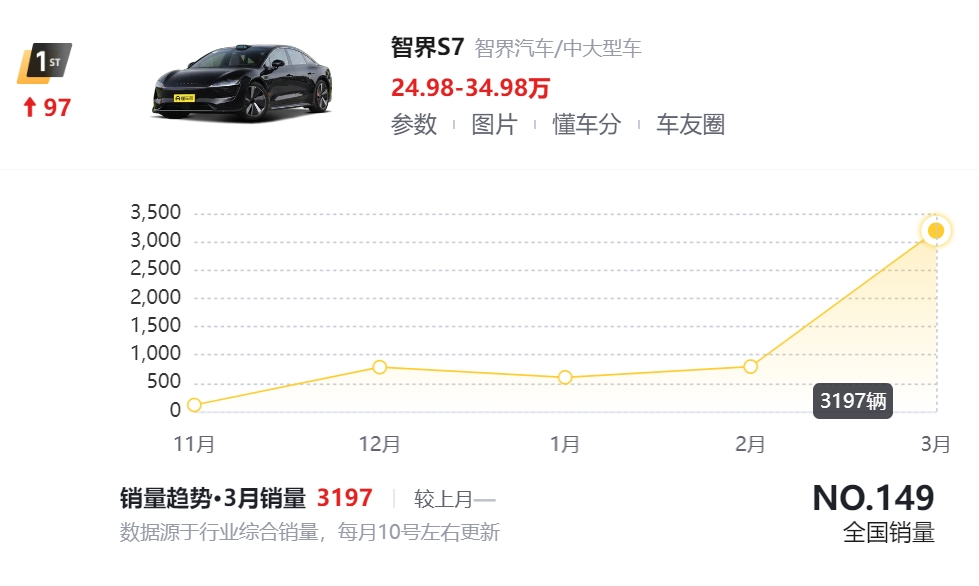 1ST
97
智界S7 智界汽车/中大型车
24.98-34.98万
参数 图片 懂车分 车友圈
3,500
3,000
2,500
2,000
1,500
1,000
500
0
3197辆
11月 12月 1月 2月 3月
销量趋势•3月销量 3197 较上月—
NO.149
数据源于行业综合销量，每月10号左右更新
全国销量